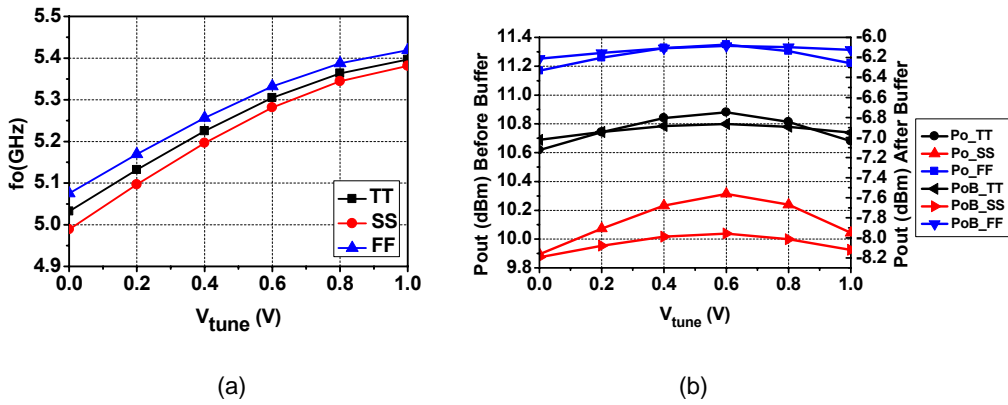 5.5
5.4
5.3
5.2
5.1
5.0
4.9
fo(GHz)
0.0 0.2 0.4 0.6 0.8 1.0
Vtune (V)
TT
SS
FF
(a)
11.4
11.2
11.0
10.8
10.6
10.4
10.2
10.0
9.8
Pout (dBm) Before Buffer
0.0 0.2 0.4 0.6 0.8 1.0
Vtune (V)
-6.0
-6.2
-6.4
-6.6
-6.8
-7.0
-7.2
-7.4
-7.6
-7.8
-8.0
-8.2
Pout (dBm) After Buffer
Po_TT
Po_SS
Po_FF
PoB_TT
PoB_SS
PoB_FF
(b)